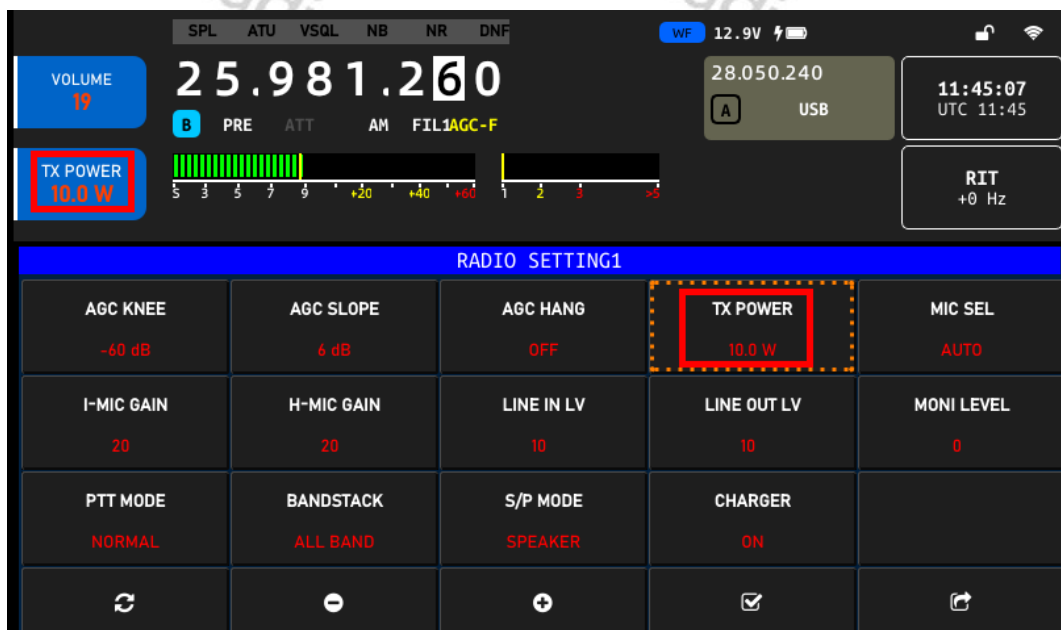 SPL ATU VSQL NB NR DNF
WF 12.9V
VOLUME
19
25.981.260
B PRE ATT AM FIL1AGC-F
28.050.240
A USB
11:45:07
UTC 11:45
TX POWER
10.0 W
S 3 5 7 9 +20 +40 +60 1 2 3 >5
RIT
+0 Hz
RADIO SETTING1
AGC KNEE AGC SLOPE AGC HANG TX POWER MIC SEL
-60 dB 6 dB OFF 10.0 W AUTO
I-MIC GAIN H-MIC GAIN LINE IN LV LINE OUT LV MONI LEVEL
20 20 10 10 0
PTT MODE BANDSTACK S/P MODE CHARGER
NORMAL ALL BAND SPEAKER ON